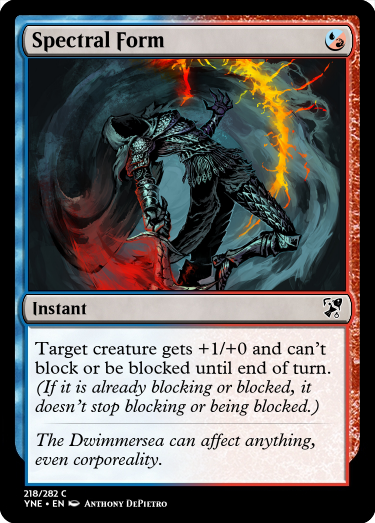 Spectral Form
Instant
Target creature gets +1/+0 and can't
block or be blocked until end of turn.
(If it is already blocking or blocked, it
doesn't stop blocking or being blocked.)
The Dwimmersea can affect anything,
even corporeality.
218/282 C
YNE • EN Anthony DePietro